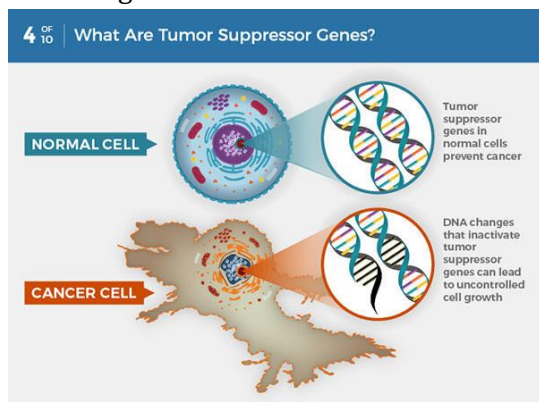 4 OF 10 What Are Tumor Suppressor Genes?
NORMAL CELL
Tumor
suppressor
genes in
normal cells
prevent cancer
CANCER CELL
DNA changes
that inactivate
tumor
suppressor
genes can lead
to uncontrolled
cell growth